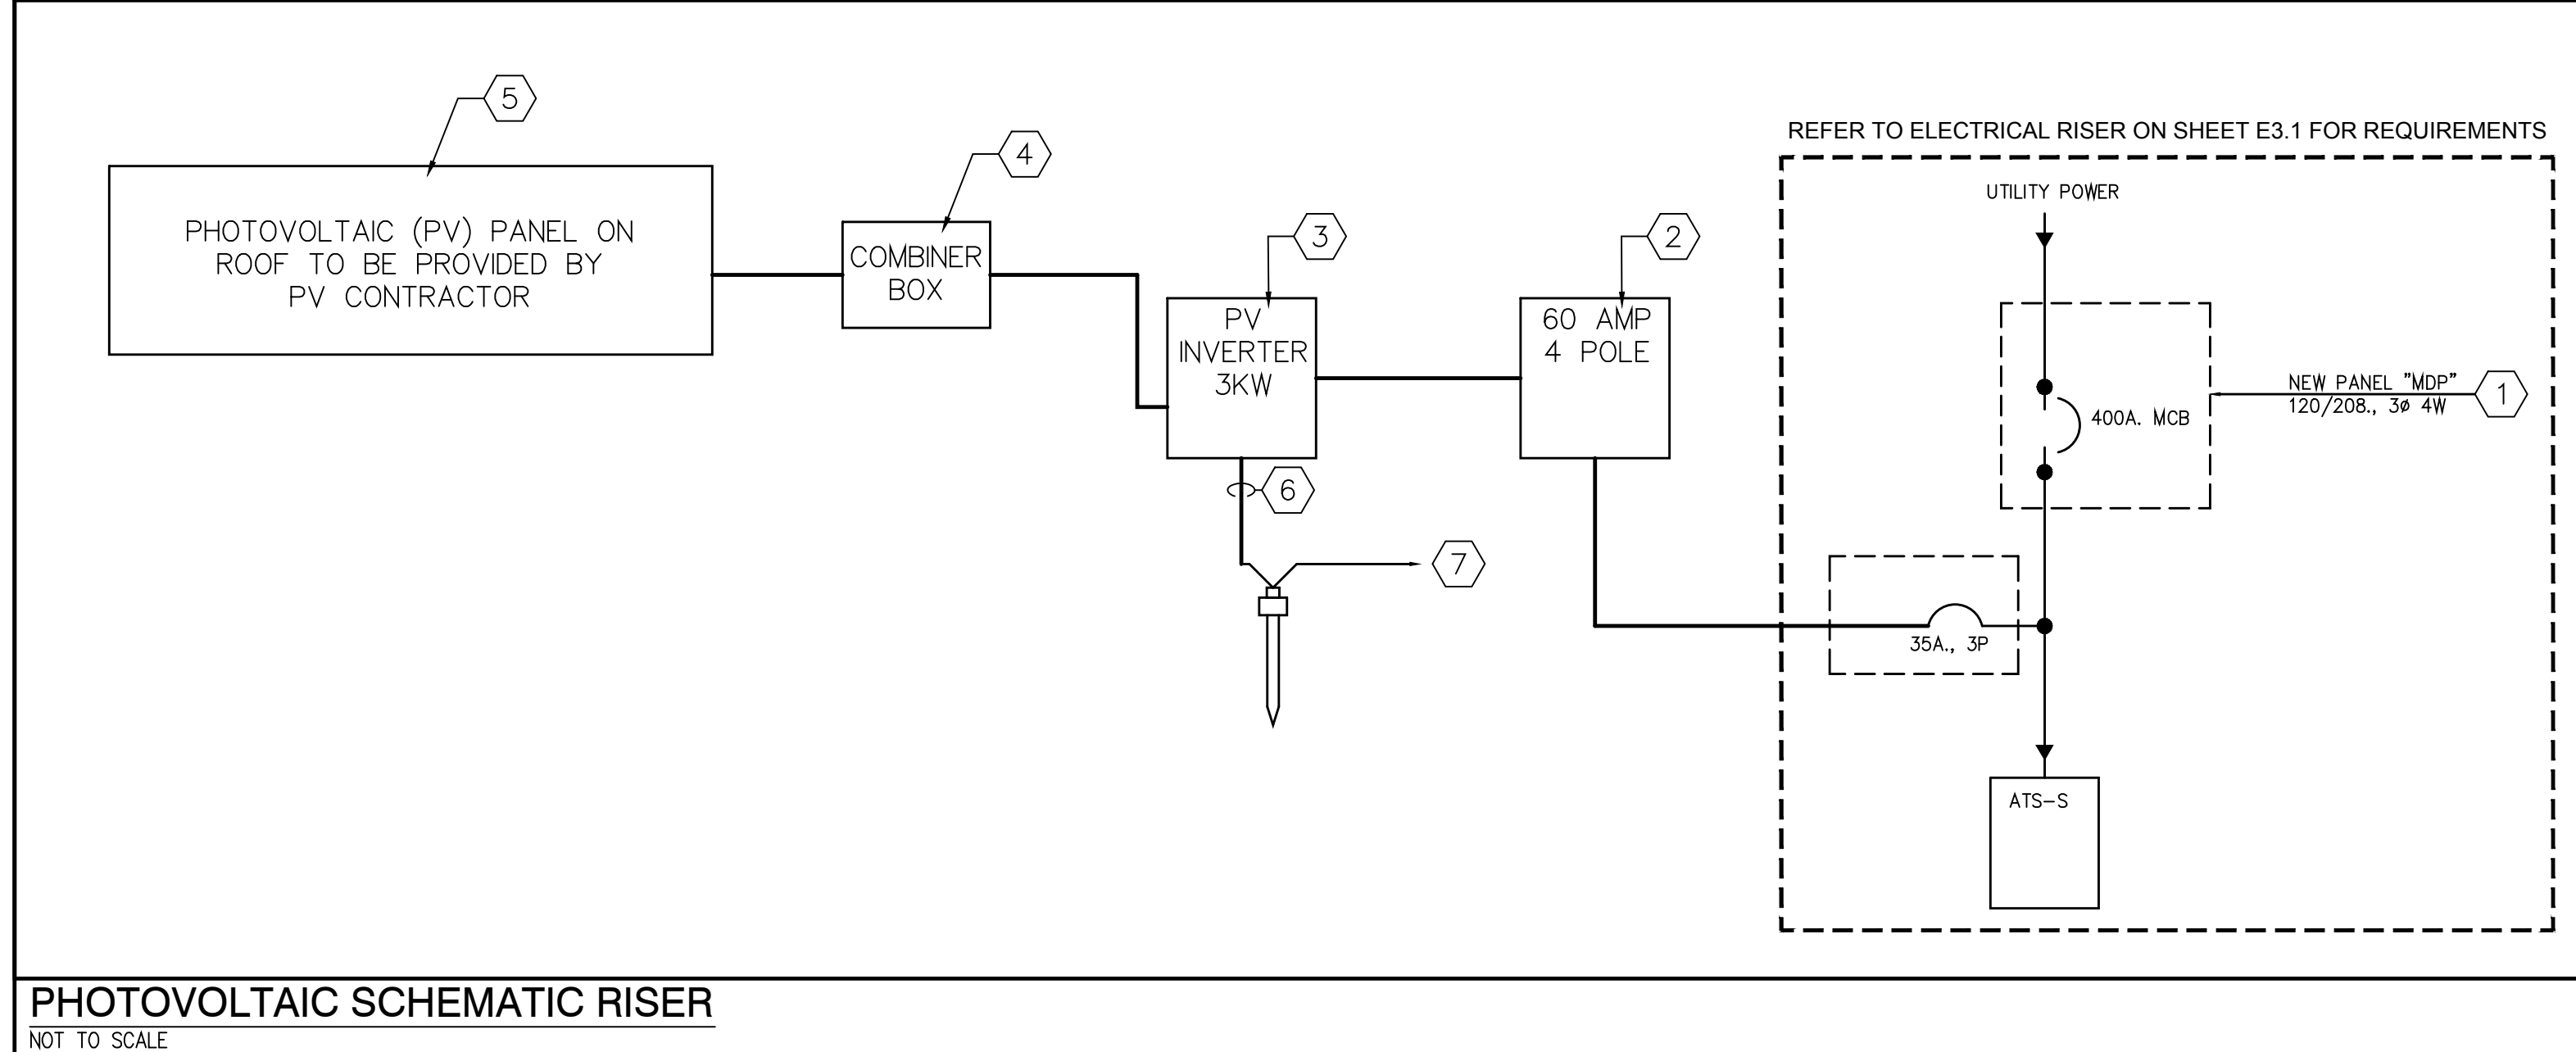 5
PHOTOVOLTAIC (PV) PANEL ON
ROOF TO BE PROVIDED BY
PV CONTRACTOR
4
COMBINER
BOX
3
PV
INVERTER
3KW
2
60 AMP
4 POLE
6
7
REFER TO ELECTRICAL RISER ON SHEET E3.1 FOR REQUIREMENTS
UTILITY POWER
400A. MCB
NEW PANEL "MDP"
120/208., 3ø 4W
1
35A., 3P
ATS-S
PHOTOVOLTAIC SCHEMATIC RISER
NOT TO SCALE